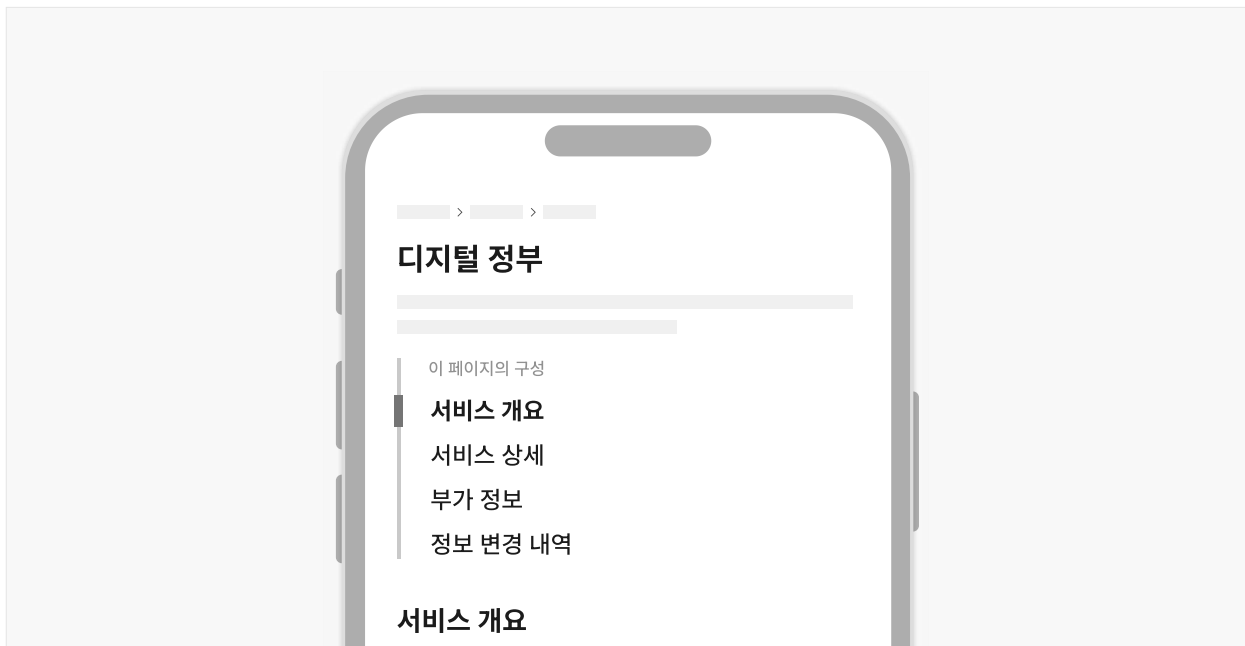 디지털 정부
이 페이지의 구성
서비스 개요
서비스 상세
부가 정보
정보 변경 내역
서비스 개요